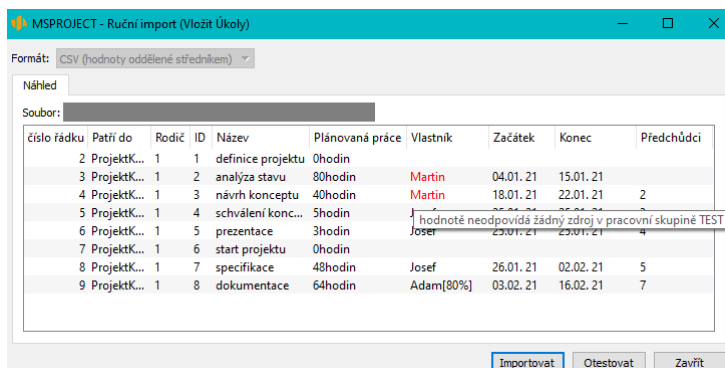 MSPROJECT - Ruční import (Vložit Úkoly)
Formát: CSV (hodnoty oddělené středníkem)
Náhled
Soubor:
číslo řádku Patří do Rodič ID Název Plánovaná práce Vlastník Začátek Konec Předchůdci
2 ProjektK... 1 1 definice projektu 0hodin
3 ProjektK... 1 2 analýza stavu 80hodin Martin 04.01. 21 15.01. 21
4 ProjektK... 1 3 návrh konceptu 40hodin Martin 18.01. 21 22.01. 21 2
5 ProjektK... 1 4 schválení konc... 5hodin
hodnotě neodpovídá žádný zdroj v pracovní skupině TEST
6 ProjektK... 1 5 prezentace 3hodin Josef 25.01. 21 25.01. 21 4
7 ProjektK... 1 6 start projektu 0hodin
8 ProjektK... 1 7 specifikace 48hodin Josef 26.01. 21 02.02. 21 5
9 ProjektK... 1 8 dokumentace 64hodin Adam[80%] 03.02. 21 16.02. 21 7
Importovat Otestovat Zavřít